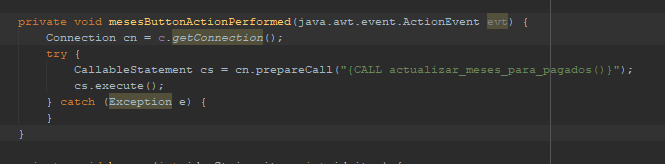 private void mesesButtonActionPerformed(java.awt.event.ActionEvent evt) {
Connection cn = c.getConnection();
try {
CallableStatement cs = cn.prepareCall("{CALL actualizar_meses_para_pagados()}");
cs.execute();
} catch (Exception e) {
}
}